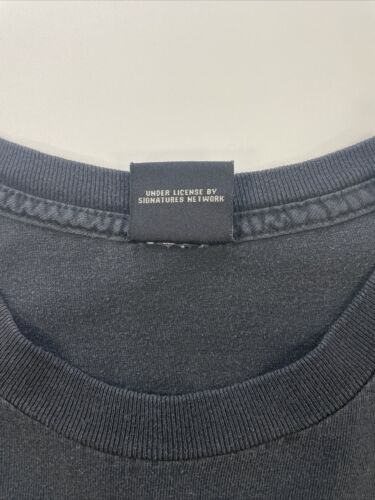 UNDER LICENSE BY
SIGNATURES NETWORK